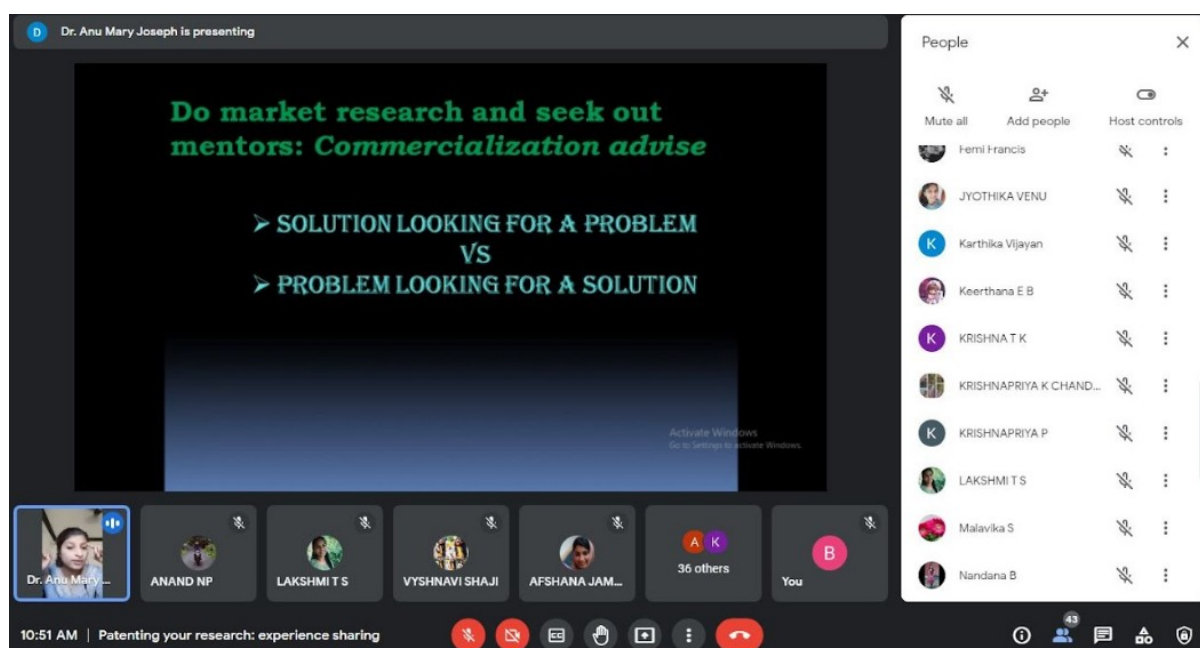 D
Dr. Anu Mary Joseph is presenting
Do market research and seek out
mentors: Commercialization advise
➢ SOLUTION LOOKING FOR A PROBLEM
VS
➢ PROBLEM LOOKING FOR A SOLUTION
Activate Windows
Go to Settings to activate Windows.
Dr. Anu Mary ...
ANAND NP
LAKSHMI T S
VYSHNAVI SHAJI
AFSHANA JAM...
A K
36 others
B
You
10:51 AM | Patenting your research: experience sharing
CC
43
People
Mute all
Add people
Host controls
Femi Francis
JYOTHIKA VENU
K
Karthika Vijayan
Keerthana E B
K
KRISHNA T K
KRISHNAPRIYA K CHAND...
K
KRISHNAPRIYA P
LAKSHMI T S
Malavika S
Nandana B